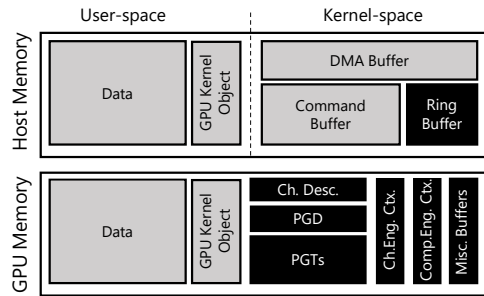 User-space
Kernel-space
Host Memory
Data
GPU Kernel
Object
DMA Buffer
Command
Buffer
Ring
Buffer
GPU Memory
Data
GPU Kernel
Object
Ch. Desc.
PGD
PGTs
Ch.Eng. Ctx.
Comp.Eng. Ctx.
Misc. Buffers